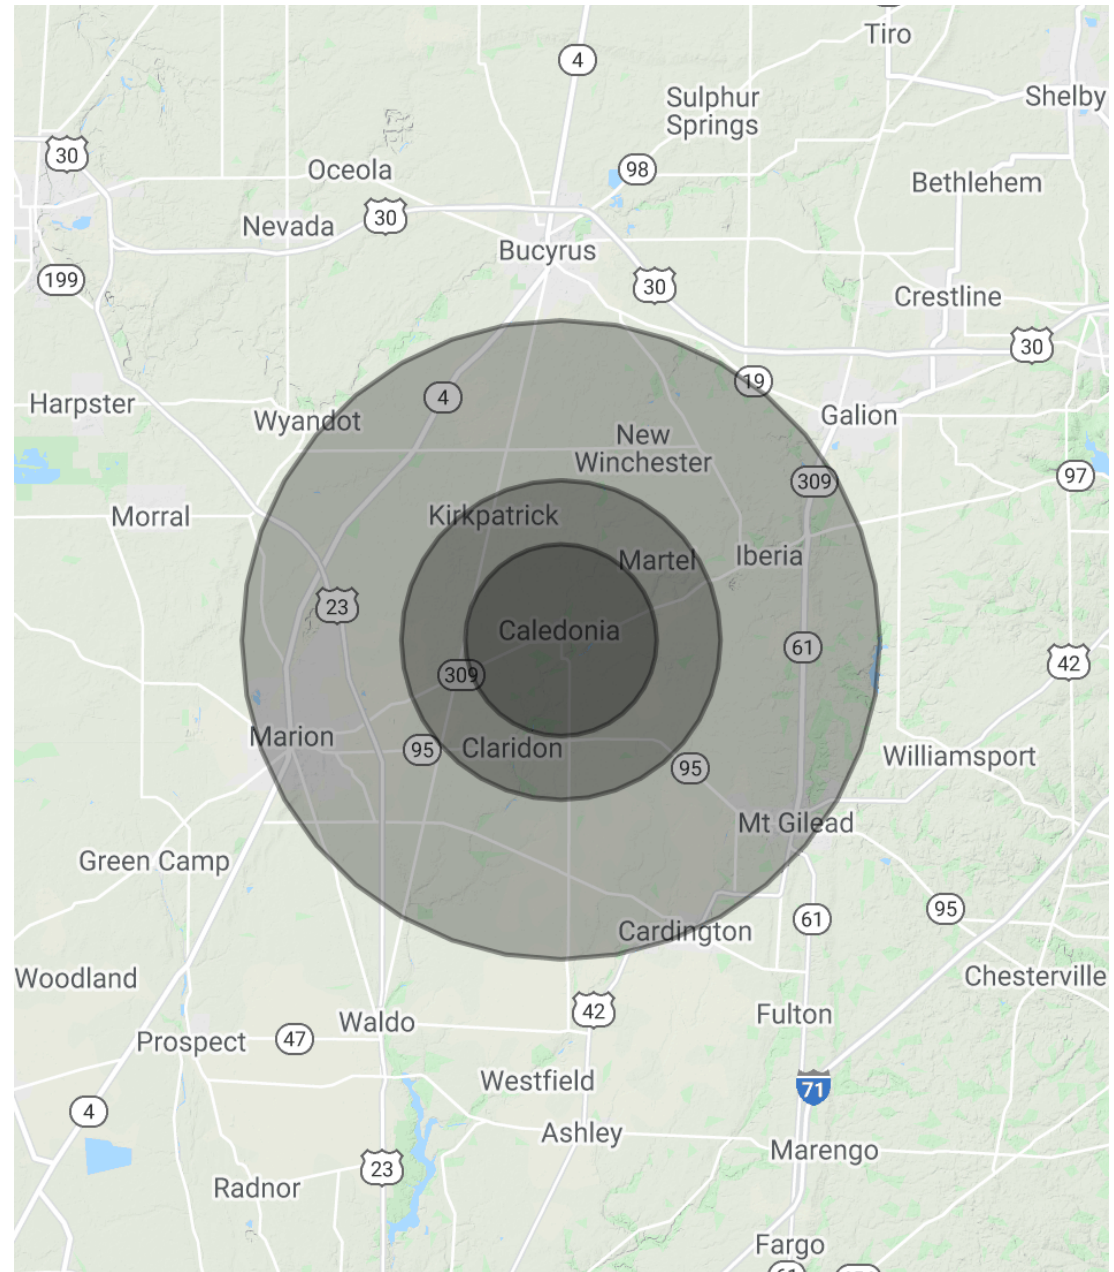 Tiro
4
Sulphur
Springs
Shelby
30
Oceola
98
Bethlehem
Nevada
30
Bucyrus
199
30
Crestline
30
Harpster
4
19
Wyandot
Galion
New
Winchester
309
97
Morral
Kirkpatrick
Martel
Iberia
23
Caledonia
61
42
309
Marion
95
Claridon
95
Williamsport
Mt Gilead
Green Camp
95
61
Cardington
Woodland
Chesterville
42
Fulton
Waldo
Prospect
47
Westfield
71
4
Ashley
Marengo
23
Radnor
Fargo
61